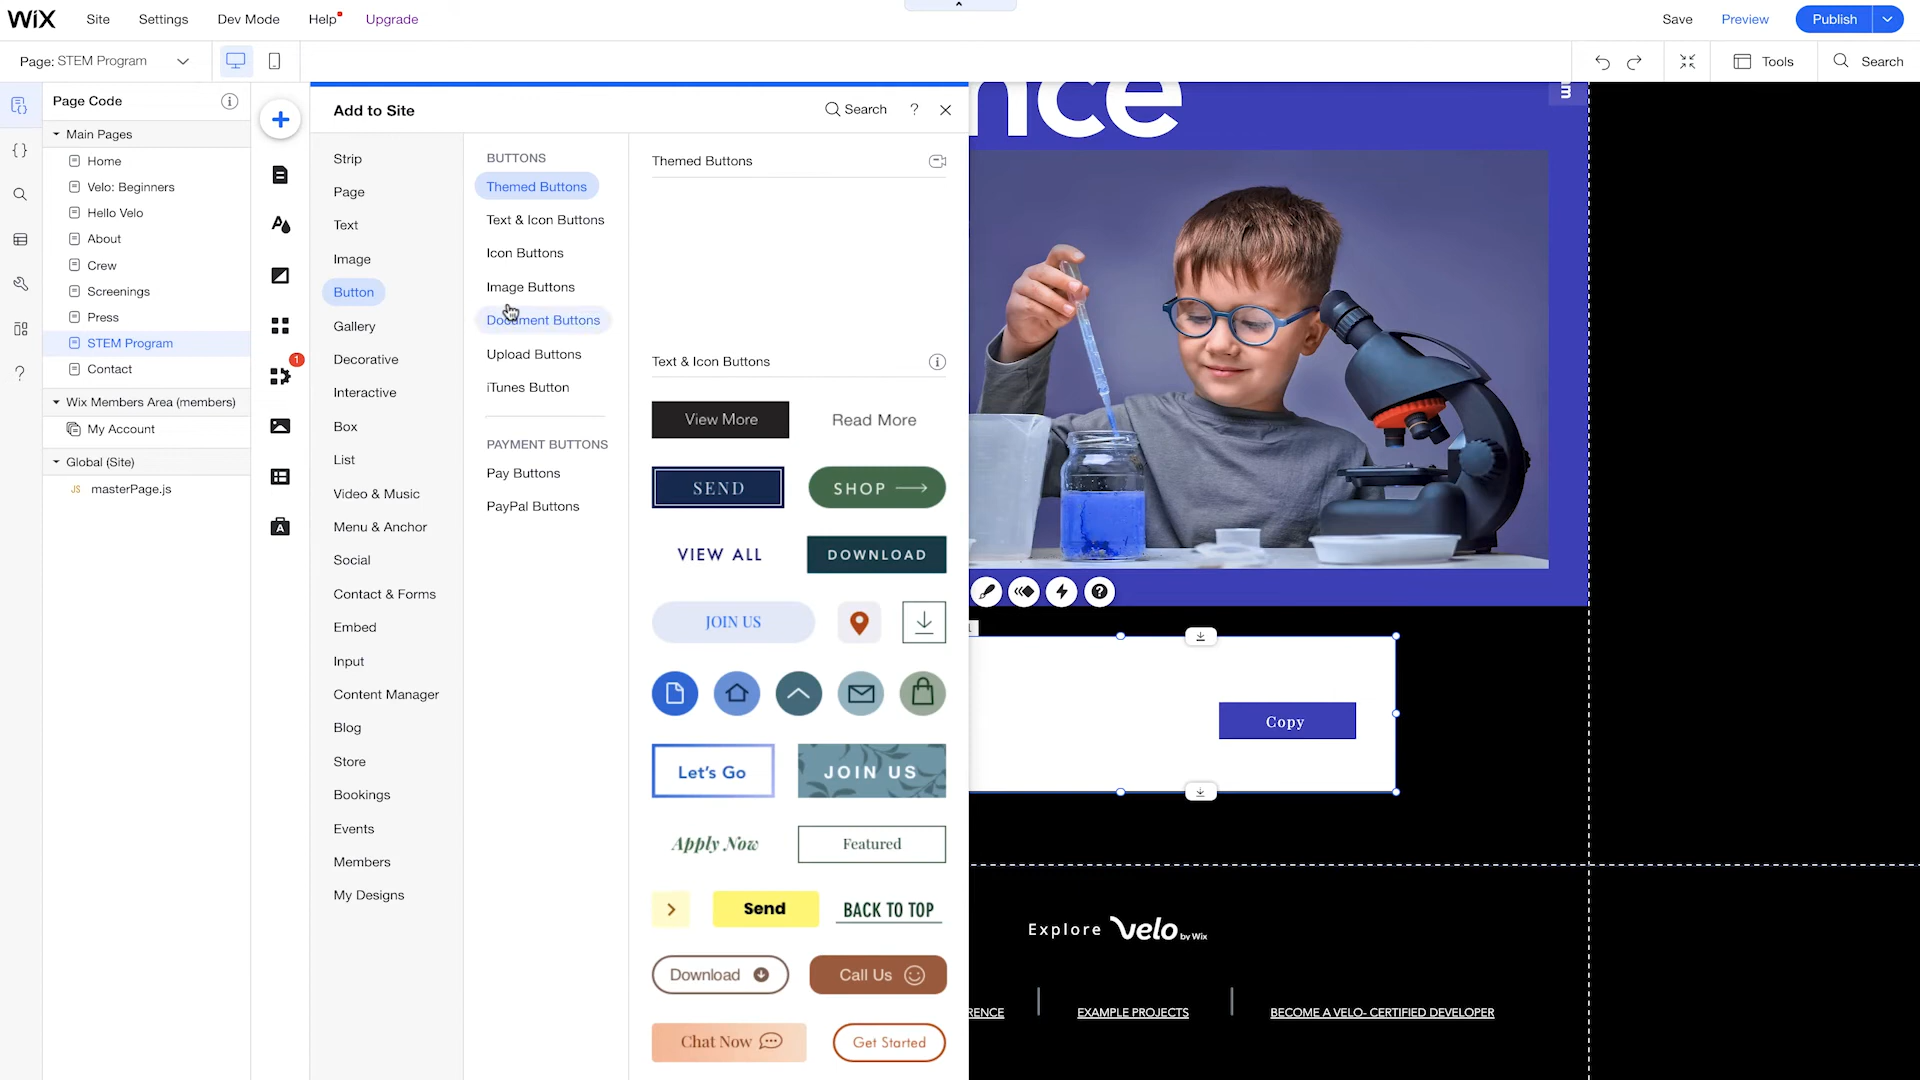 WiX
Site
Settings
Dev Mode
Help
Upgrade
Save
Preview
Publish
Page: STEM Program
Tools
Search
Page Code
Main Pages
Home
Velo: Beginners
Hello Velo
About
Crew
Screenings
Press
STEM Program
Contact
Wix Members Area (members)
My Account
Global (Site)
JS masterPage.js
1
Add to Site
Search
?
Strip
Page
Text
Image
Button
Gallery
Decorative
Interactive
Box
List
Video & Music
Menu & Anchor
Social
Contact & Forms
Embed
Input
Content Manager
Blog
Store
Bookings
Events
Members
My Designs
BUTTONS
Themed Buttons
Text & Icon Buttons
Icon Buttons
Image Buttons
Document Buttons
Upload Buttons
iTunes Button
PAYMENT BUTTONS
Pay Buttons
PayPal Buttons
Themed Buttons
Text & Icon Buttons
View More
Read More
SEND
SHOP
VIEW ALL
DOWNLOAD
JOIN US
Let's Go
JOIN US
Apply Now
Featured
Send
BACK TO TOP
Download
Call Us
Chat Now
Get Started
nce
m
Copy
Explore velo by Wix
RENCE
EXAMPLE PROJECTS
BECOME A VELO- CERTIFIED DEVELOPER